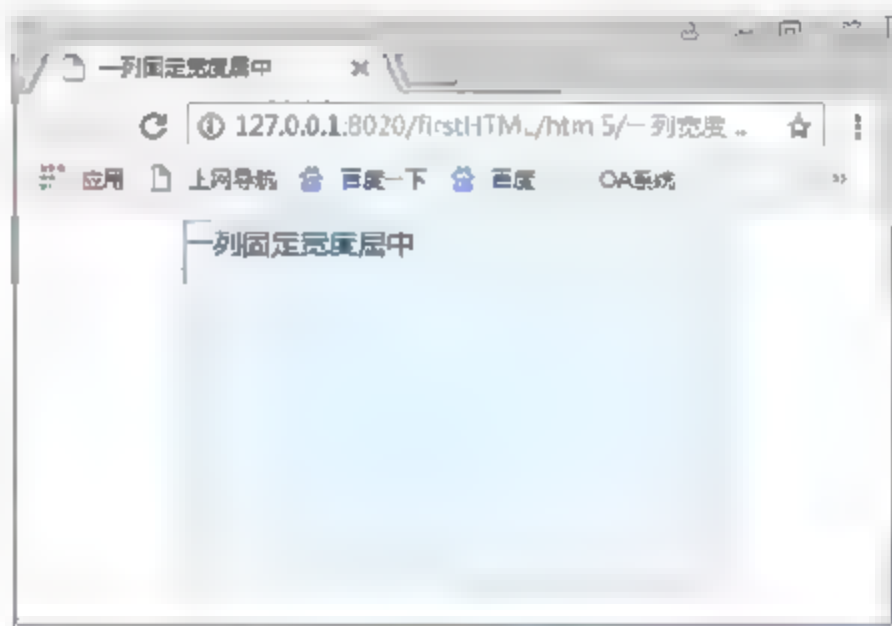 一列固定宽度居中
127.0.0.1:8020/firstHTML/html5/一列宽度..
应用 上网导航 百度一下 百度 OA系统 »
一列固定宽度居中